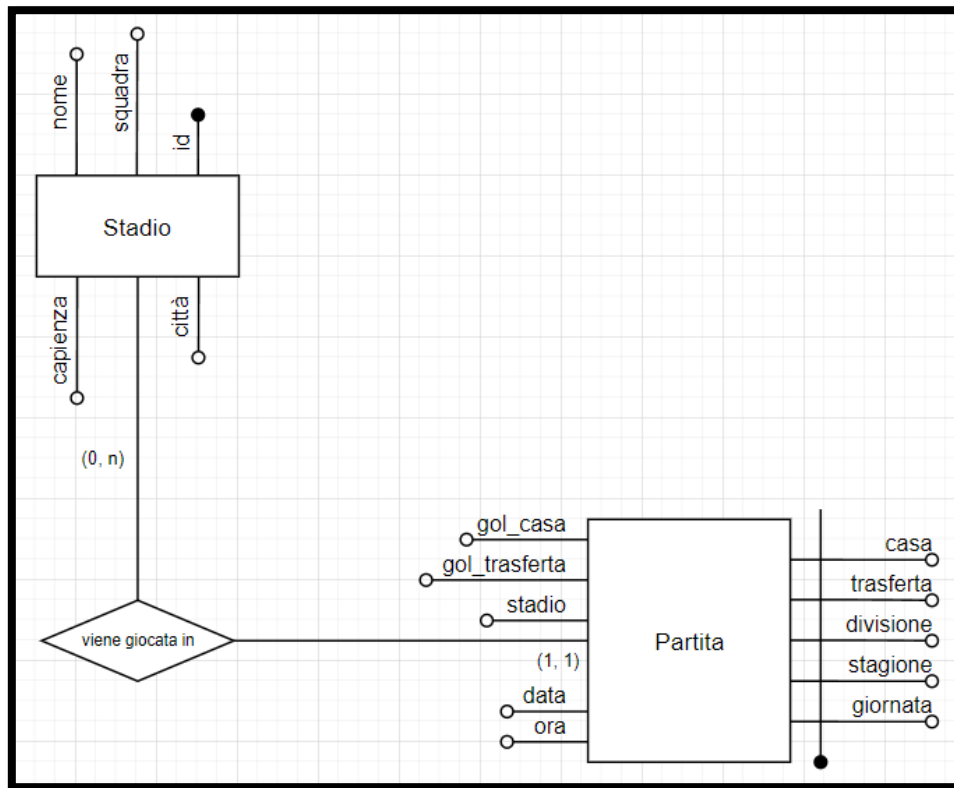 nome
squadra
id
Stadio
capienza
città
(0, n)
viene giocata in
gol_casa
gol_trasferta
stadio
(1, 1)
data
ora
Partita
casa
trasferta
divisione
stagione
giornata